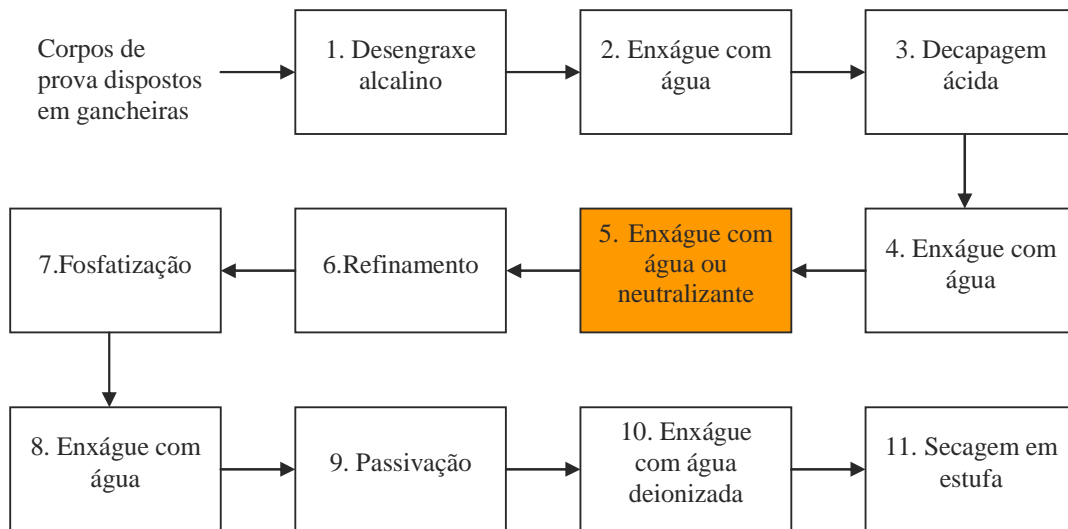 Corpos de
prova dispostos
em gancheiras
1. Desengraxe
alcalino
2. Enxágue com
água
3. Decapagem
ácida
4. Enxágue com
água
5. Enxágue com
água ou
neutralizante
6.Refinamento
7.Fosfatização
8. Enxágue com
água
9. Passivação
10. Enxágue
com água
deionizada
11. Secagem em
estufa